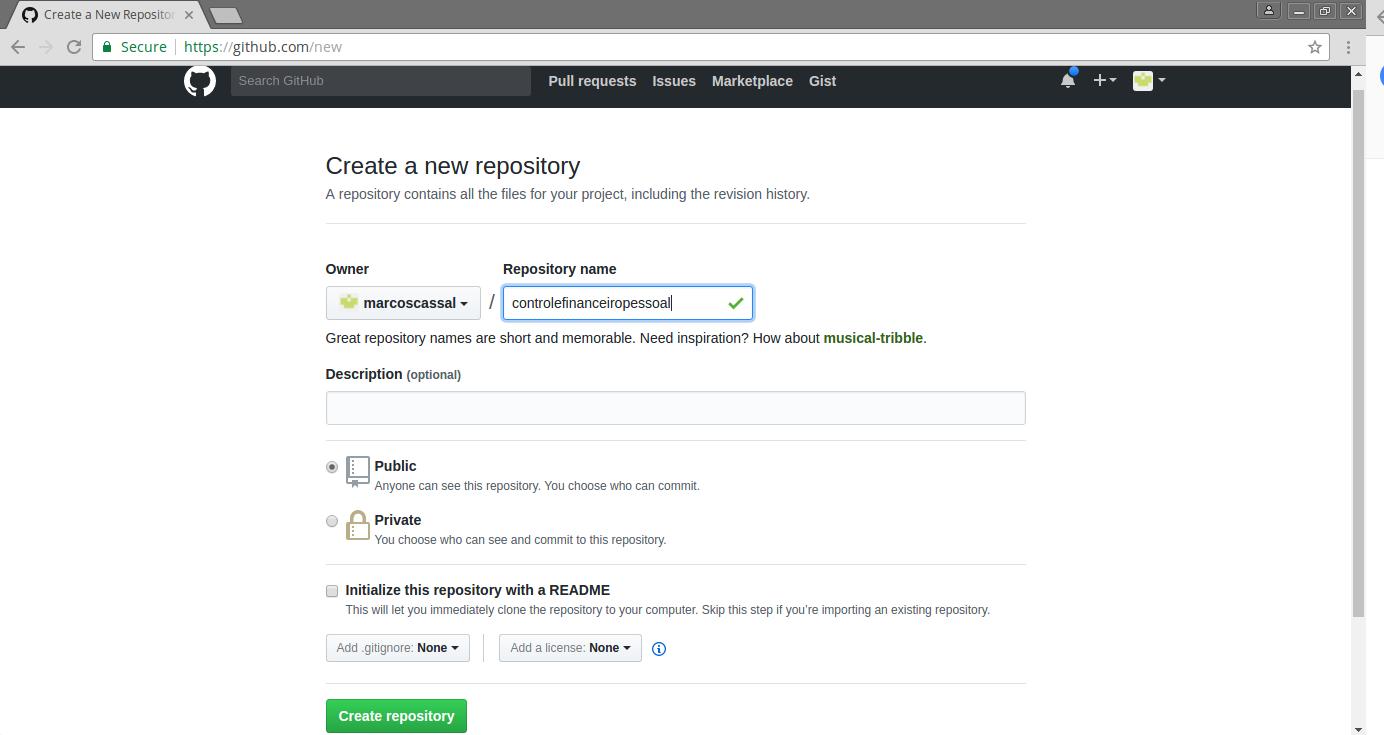 Create a New Repositor
Secure https://github.com/new
Search GitHub Pull requests Issues Marketplace Gist
Create a new repository
A repository contains all the files for your project, including the revision history.
Owner Repository name
marcoscassal / controlefinanceiropessoal
Great repository names are short and memorable. Need inspiration? How about musical-tribble.
Description (optional)
Public
Anyone can see this repository. You choose who can commit.
Private
You choose who can see and commit to this repository.
Initialize this repository with a README
This will let you immediately clone the repository to your computer. Skip this step if you’re importing an existing repository.
Add .gitignore: None Add a license: None
Create repository